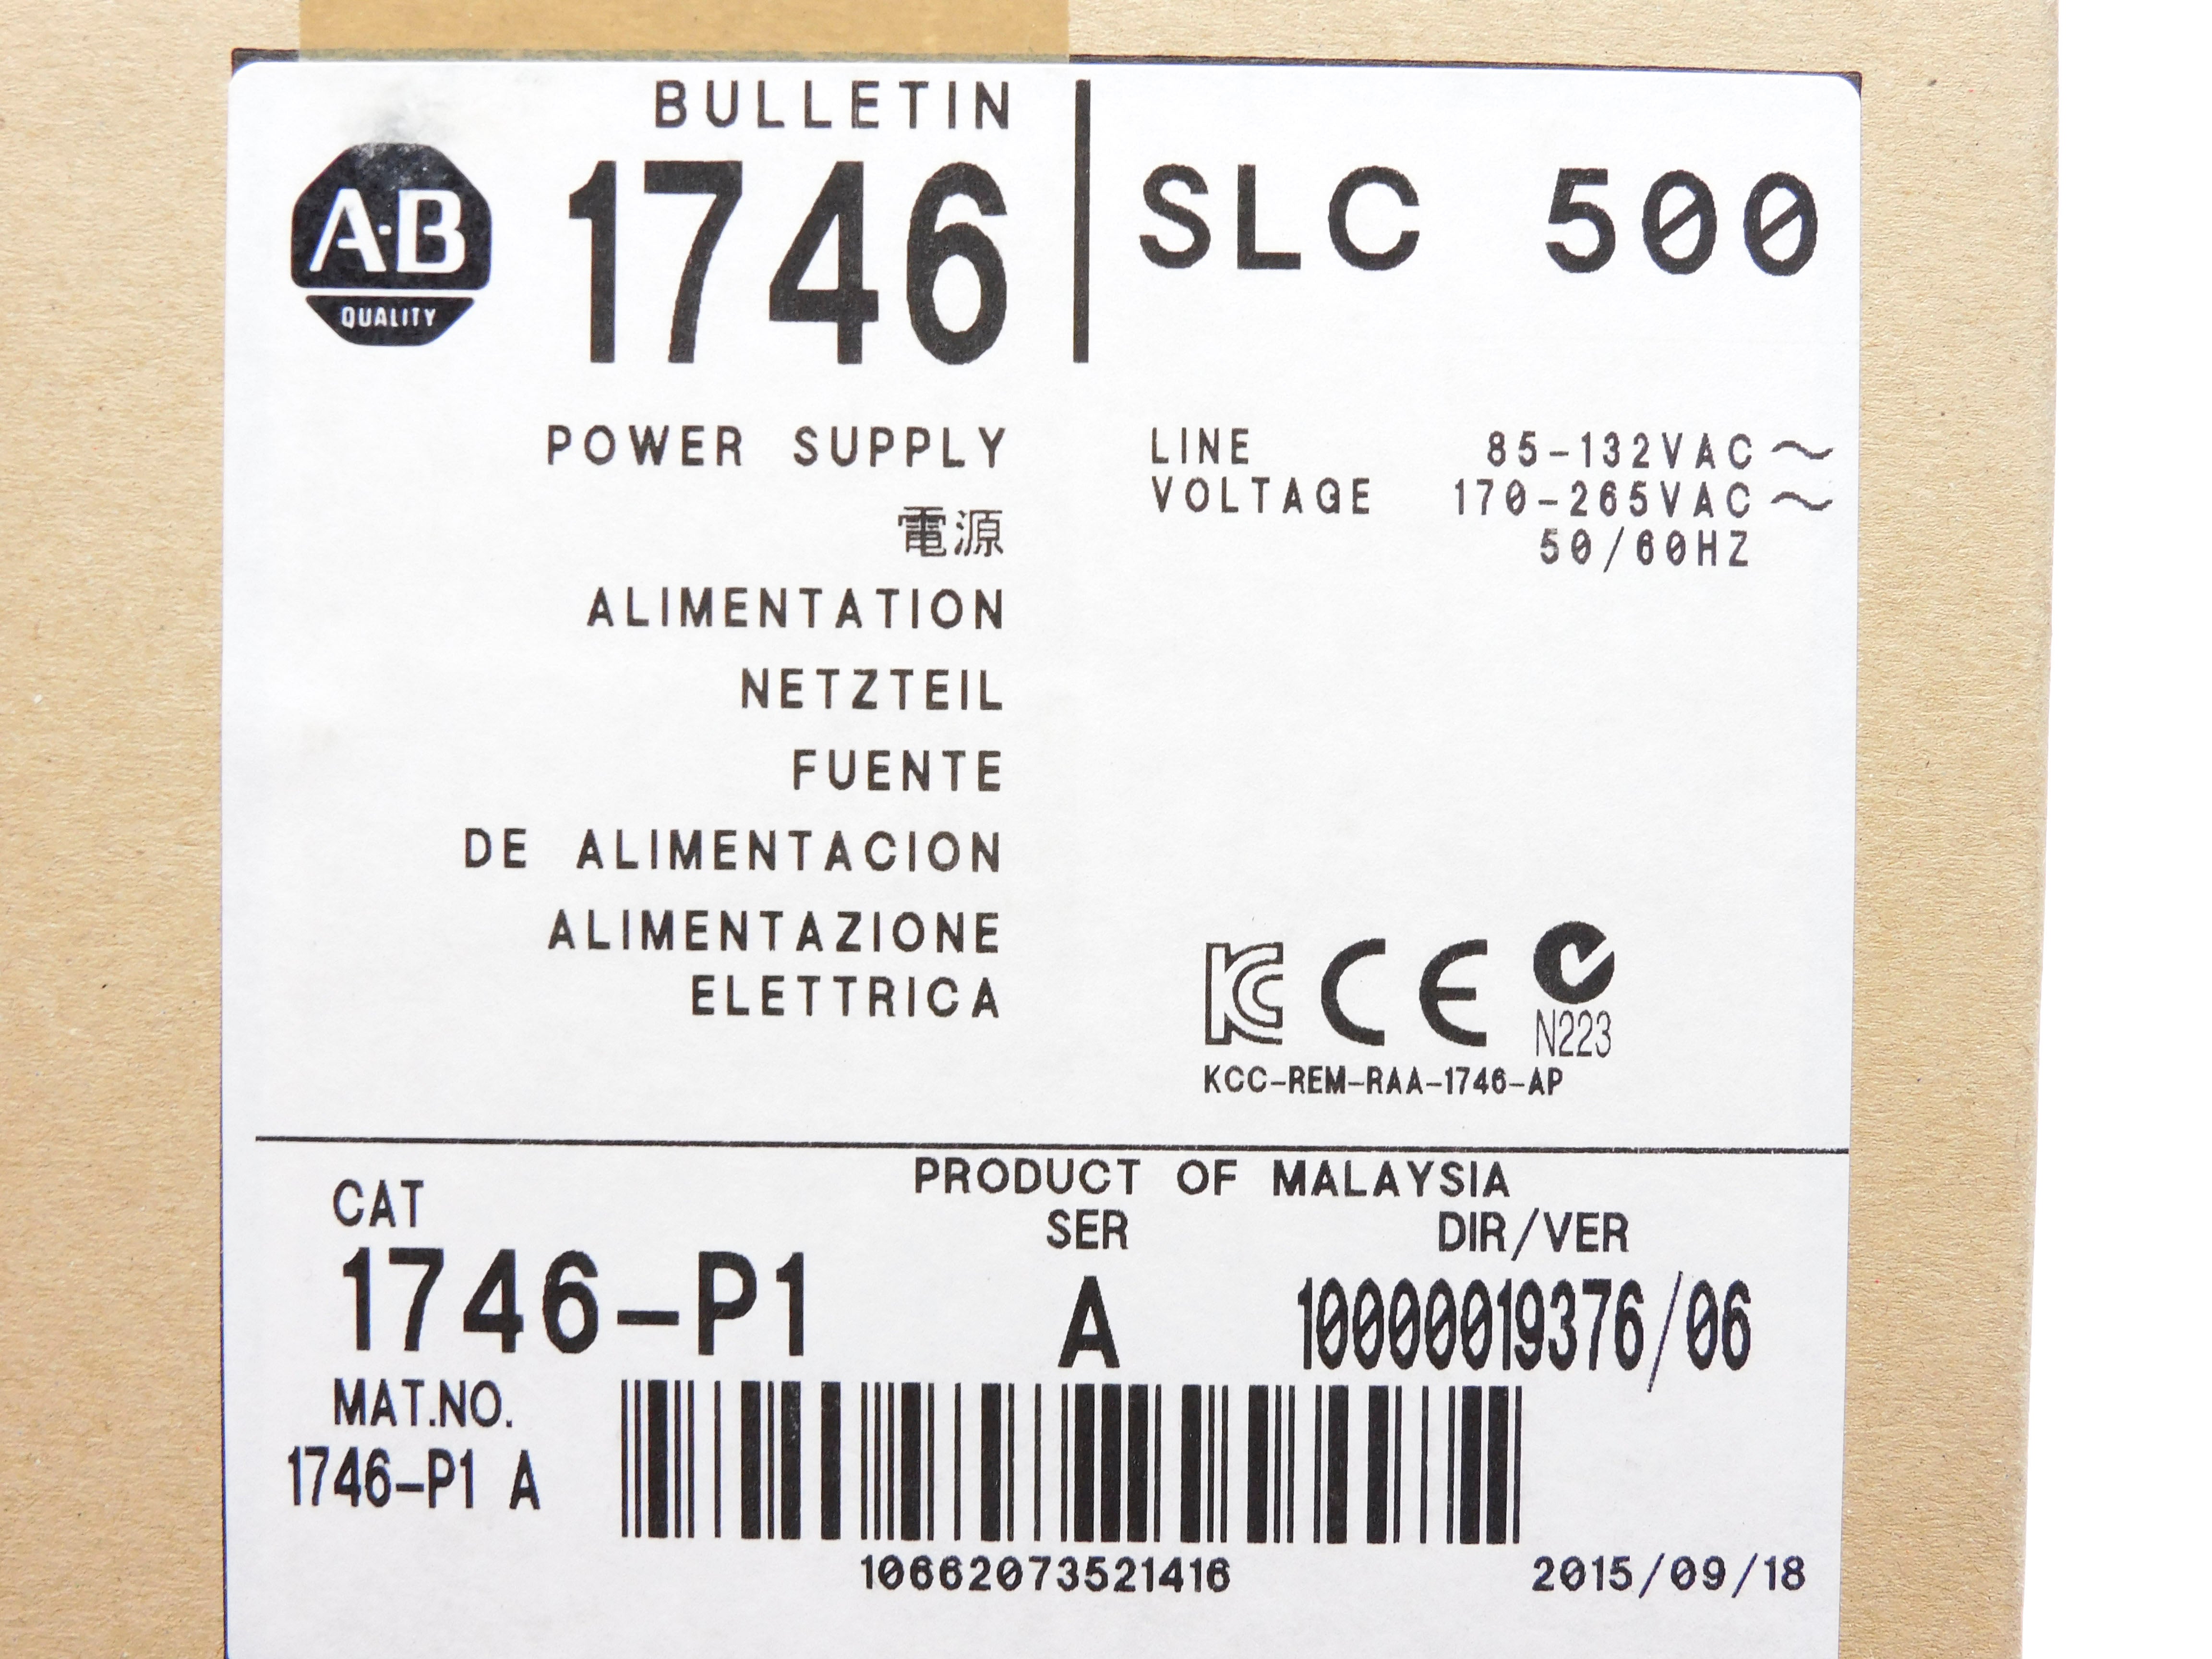 BULLETIN
A-B
QUALITY
1746
SLC 500
POWER SUPPLY
電源
ALIMENTATION
NETZTEIL
FUENTE
DE ALIMENTACION
ALIMENTAZIONE
ELETTRICA
LINE 85-132VAC～
VOLTAGE 170-265VAC～
50/60HZ
KC CE
N223
KCC-REM-RAA-1746-AP
PRODUCT OF MALAYSIA
CAT SER DIR/VER
1746-P1 A 10000019376/06
MAT.NO.
1746-P1 A
10662073521416
2015/09/18